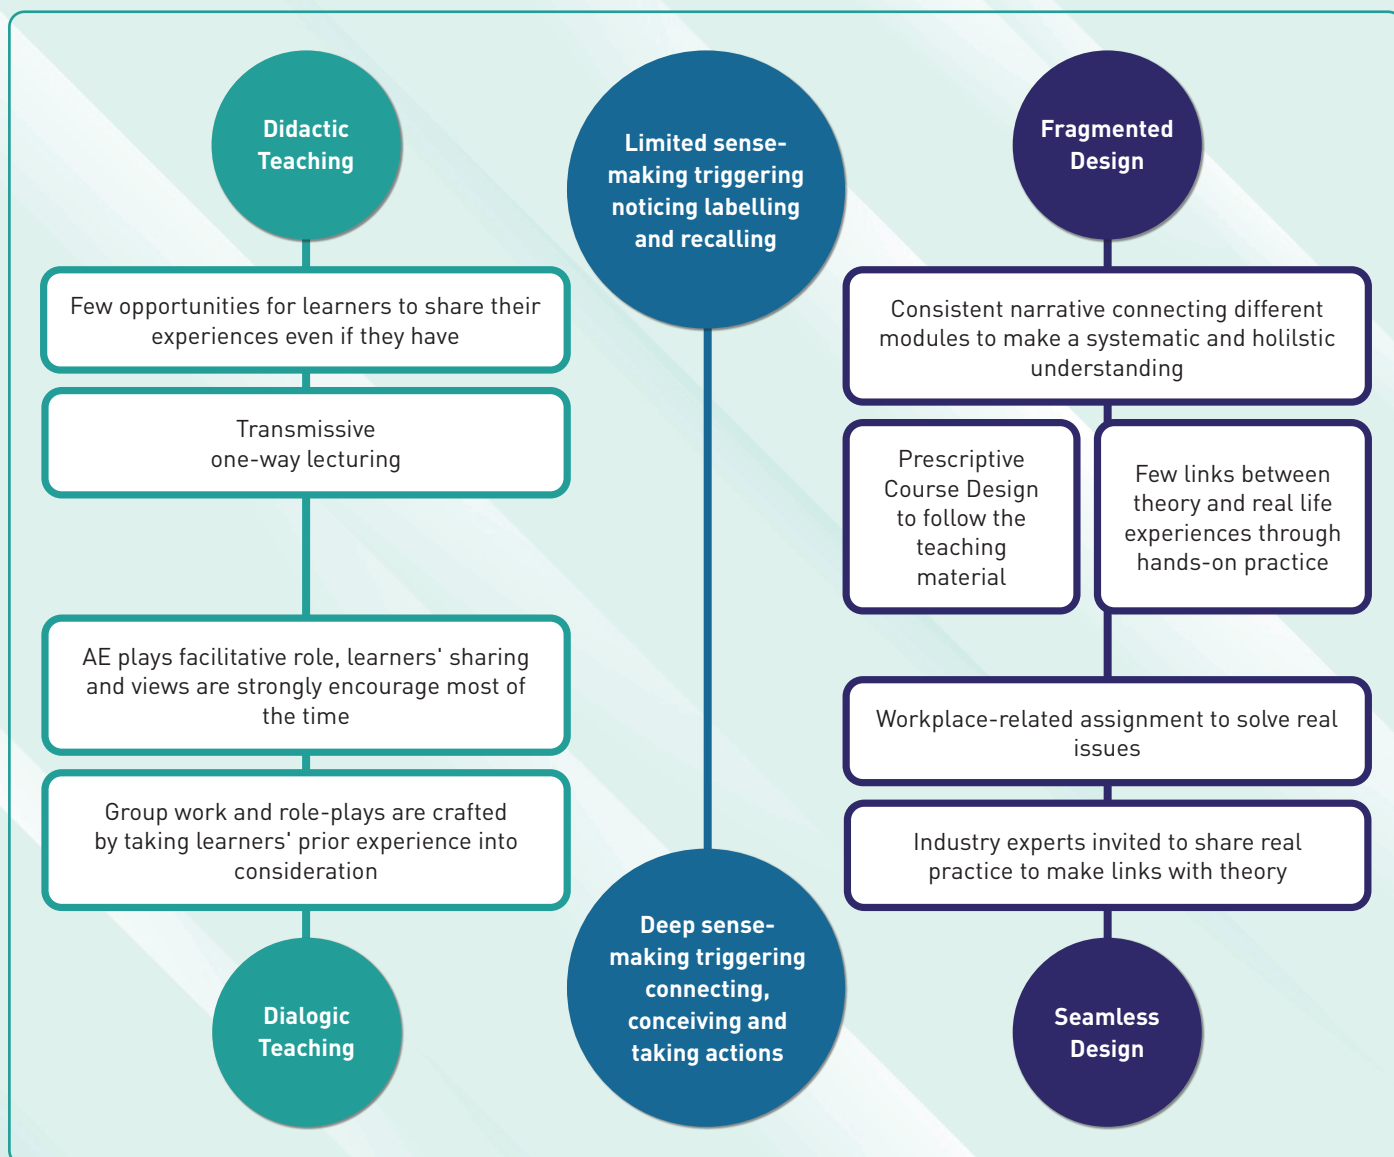 Didactic
Teaching
Few opportunities for learners to share their
experiences even if they have
Transmissive
one-way lecturing
AE plays facilitative role, learners' sharing
and views are strongly encourage most of
the time
Group work and role-plays are crafted
by taking learners' prior experience into
consideration
Dialogic
Teaching
Limited sense-
making triggering
noticing labelling
and recalling
Deep sense-
making triggering
connecting,
conceiving and
taking actions
Fragmented
Design
Consistent narrative connecting different
modules to make a systematic and holilstic
understanding
Prescriptive
Course Design
to follow the
teaching
material
Few links between
theory and real life
experiences through
hands-on practice
Workplace-related assignment to solve real
issues
Industry experts invited to share real
practice to make links with theory
Seamless
Design